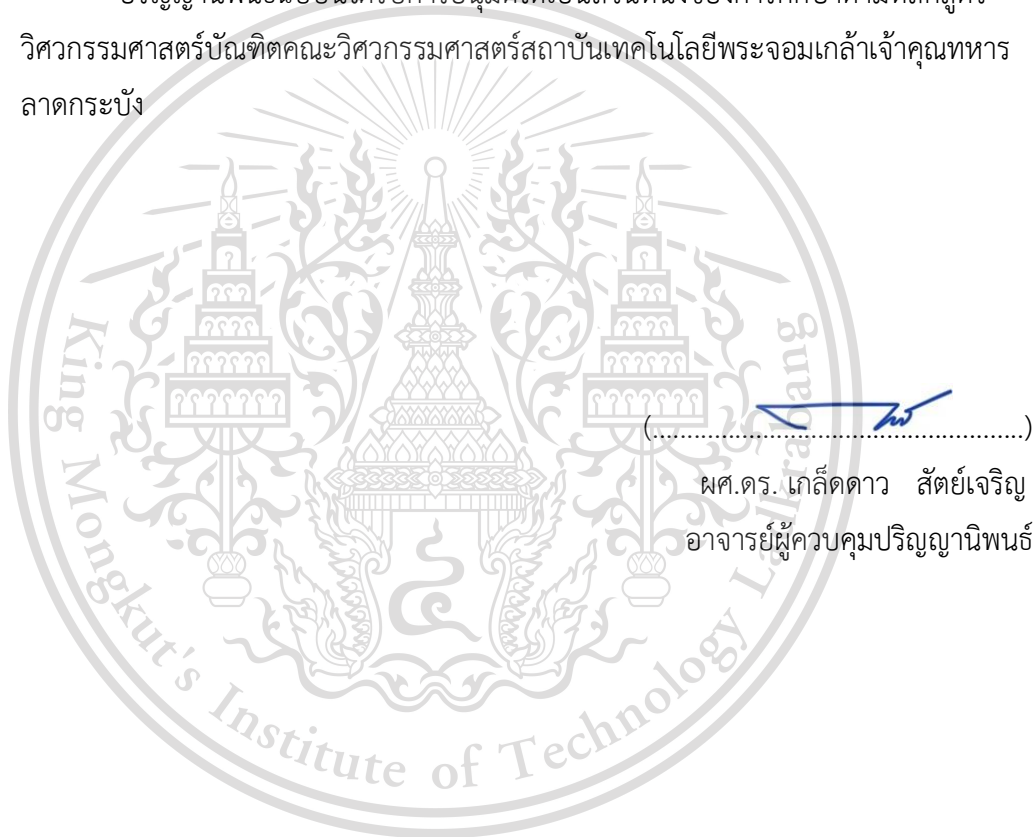 วิศวกรรมศาสตร์บัณฑิตคณะวิศวกรรมศาสตร์สถาบันเทคโนโลยีพระจอมเกล้าเจ้าคุณทหาร
ลาดกระบัง
(......................................................)
ผศ.ดร. เกล็ดดาว สัตย์เจริญ
อาจารย์ผู้ควบคุมปริญญานิพนธ์
King Mongkut's Institute of Technology Ladkrabang